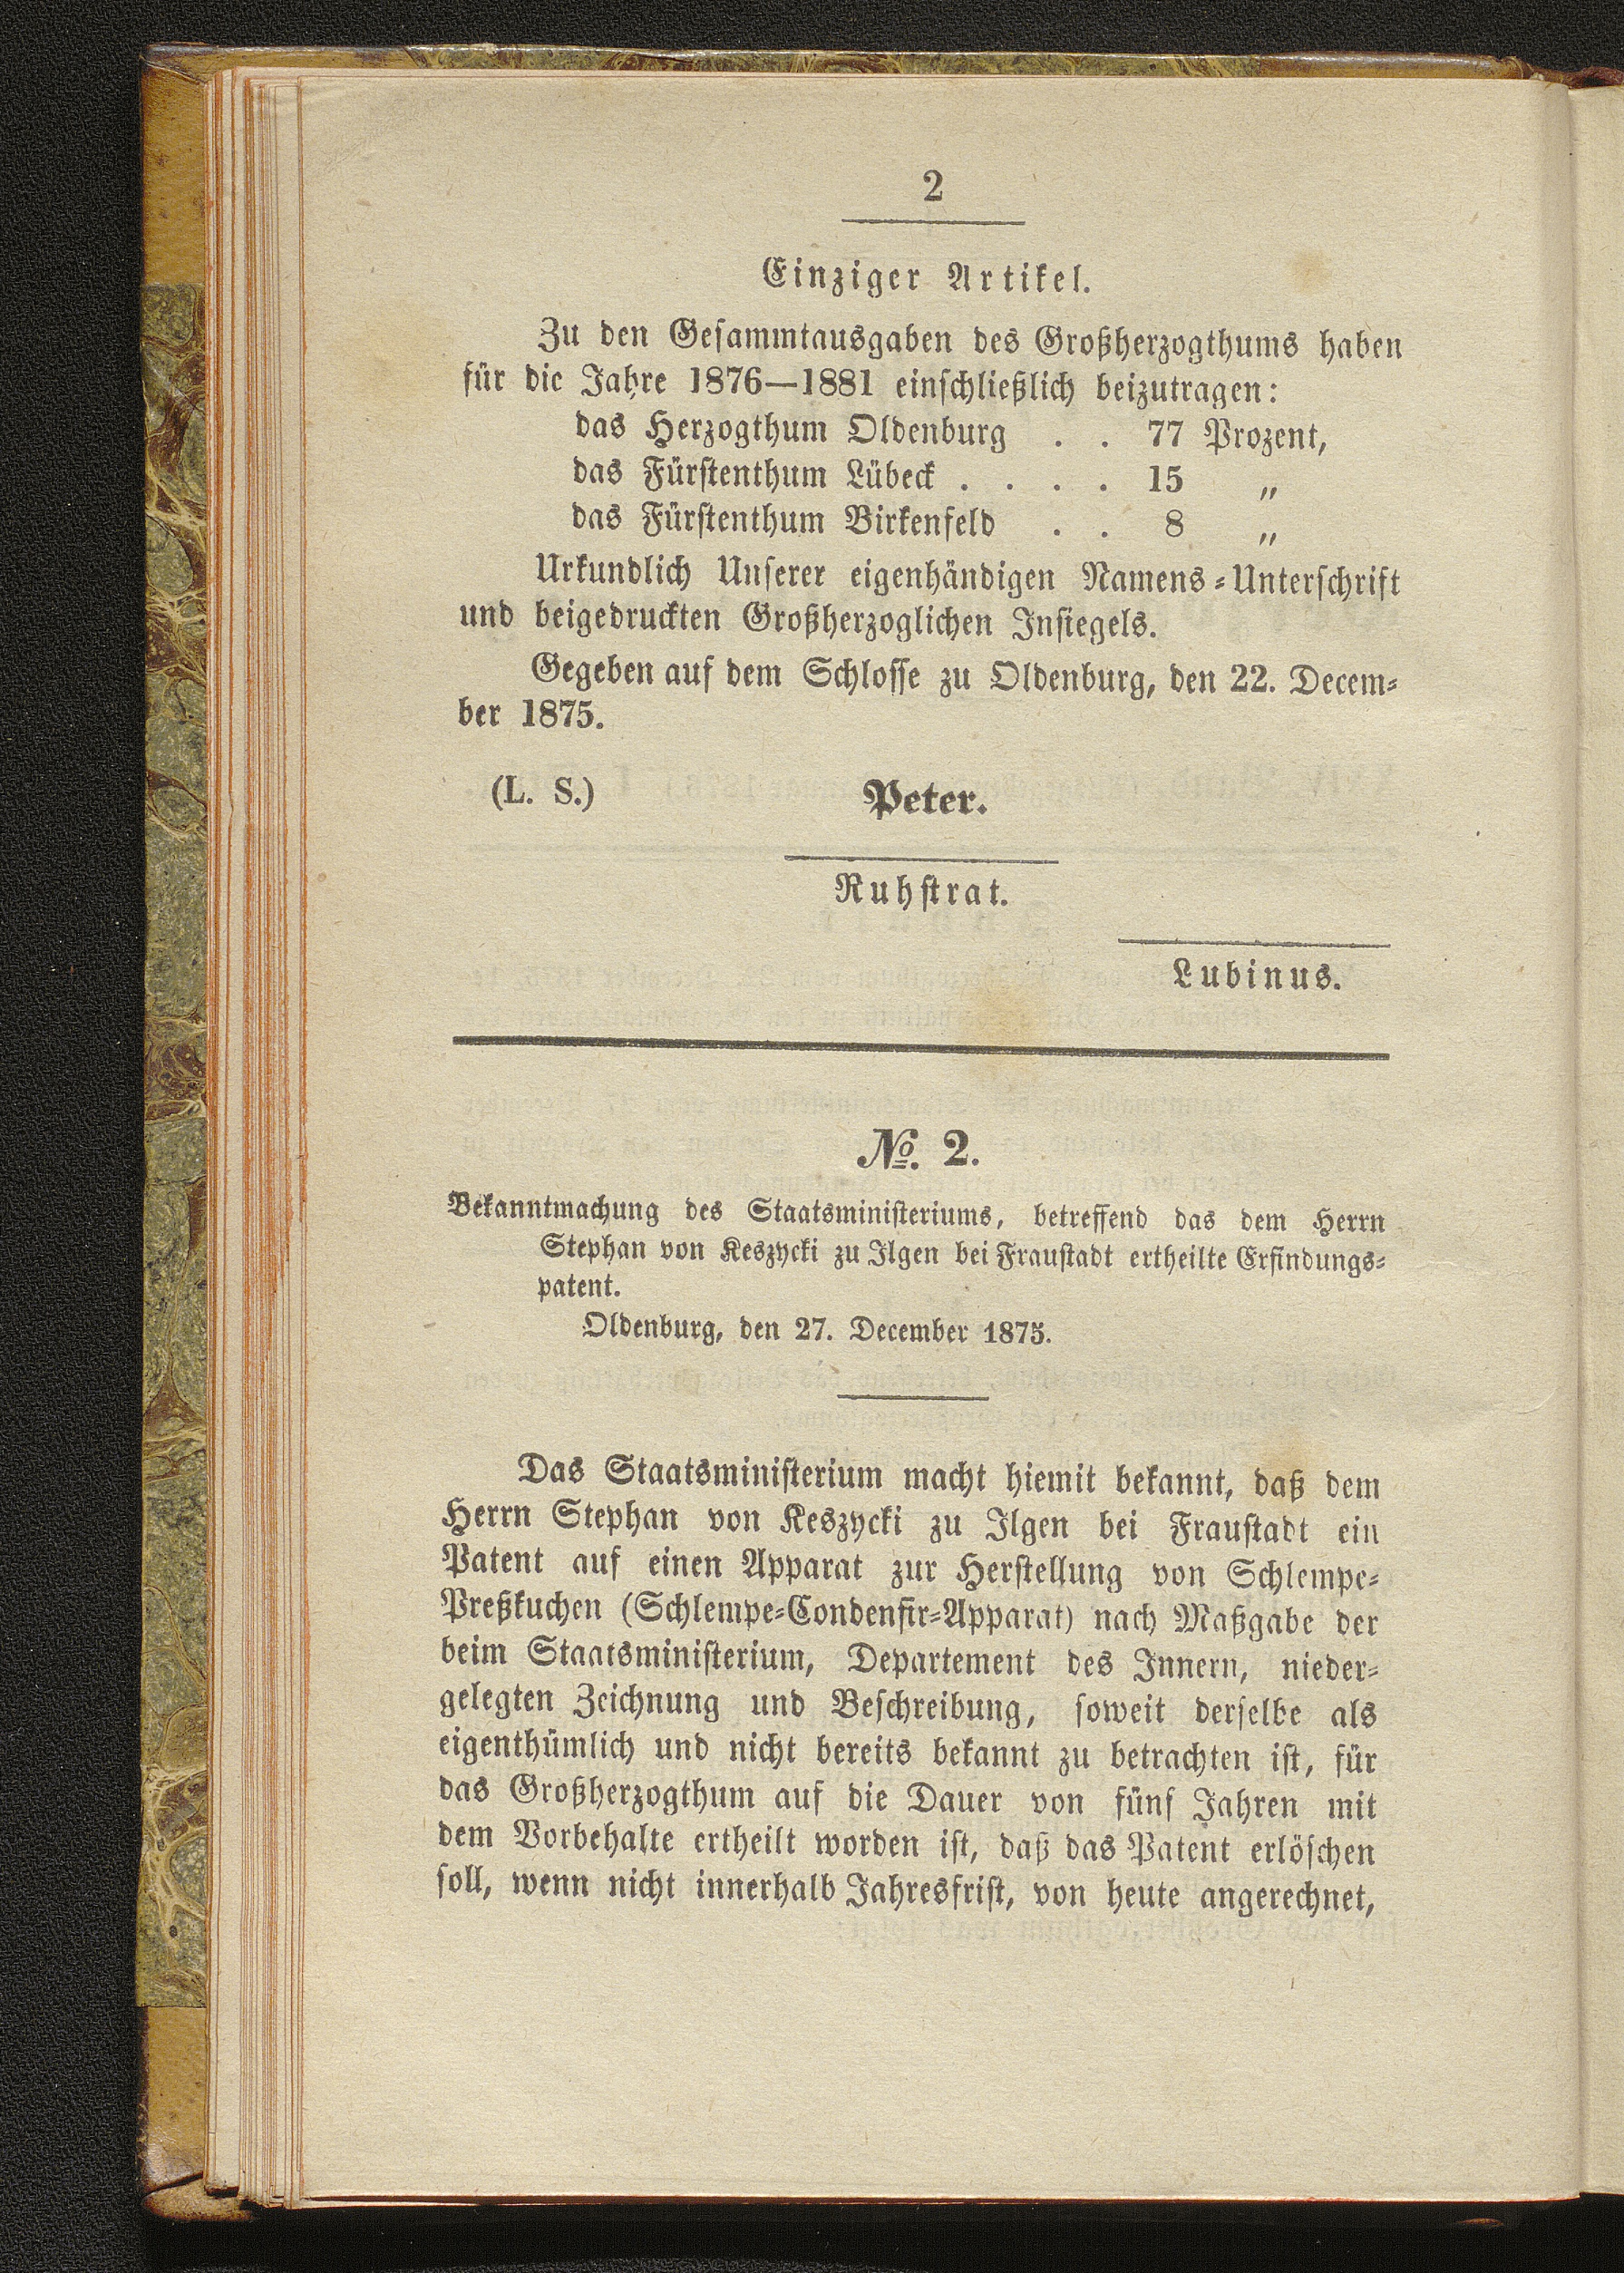 2
Einziger Artikel.
Zu den Gesammtausgaben des Großherzogthums haben
für die Jahre 1876—1881 einschließlich beizutragen:
das Herzogthum Oldenburg . . 77 Prozent,
das Fürstenthum Lübeck . . . . 15 „
das Fürstenthum Birkenfeld . . 8 „
Urkundlich Unserer eigenhändigen Namens-Unterschrift
und beigedruckten Großherzoglichen Insiegels.
Gegeben auf dem Schlosse zu Oldenburg, den 22. Decem-
ber 1875.
(L. S.) Peter.
Ruhstrat.
Lubinus.
№. 2.
Bekanntmachung des Staatsministeriums, betreffend das dem Herrn
Stephan von Keszycki zu Ilgen bei Fraustadt ertheilte Erfindungs-
patent.
Oldenburg, den 27. December 1875.
Das Staatsministerium macht hiemit bekannt, daß dem
Herrn Stephan von Keszycki zu Ilgen bei Fraustadt ein
Patent auf einen Apparat zur Herstellung von Schlempe-
Preßkuchen (Schlempe-Condensir-Apparat) nach Maßgabe der
beim Staatsministerium, Departement des Innern, nieder-
gelegten Zeichnung und Beschreibung, soweit derselbe als
eigenthümlich und nicht bereits bekannt zu betrachten ist, für
das Großherzogthum auf die Dauer von fünf Jahren mit
dem Vorbehalte ertheilt worden ist, daß das Patent erlöschen
soll, wenn nicht innerhalb Jahresfrist, von heute angerechnet,